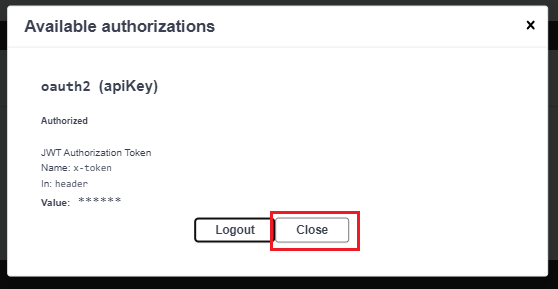 Available authorizations
x
oauth2 (apiKey)
Authorized
JWT Authorization Token
Name: x-token
In: header
Value: ******
Logout Close